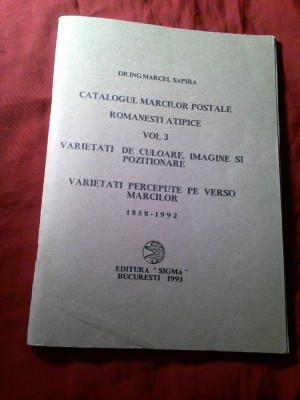 DR.ING.MARCEL SAPIRA
CATALOGUL MARCILOR POSTALE
ROMANESTI ATIPICE
VOL 3
VARIETATI DE CULOARE, IMAGINE SI
POZITIONARE
VARIETATI PERCEPUTE PE VERSO
MARCILOR
1858-1992
EDITURA "SIGMA"
BUCURESTI 1993